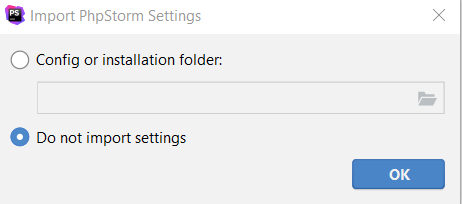 PS
Import PhpStorm Settings
Config or installation folder:
Do not import settings
OK